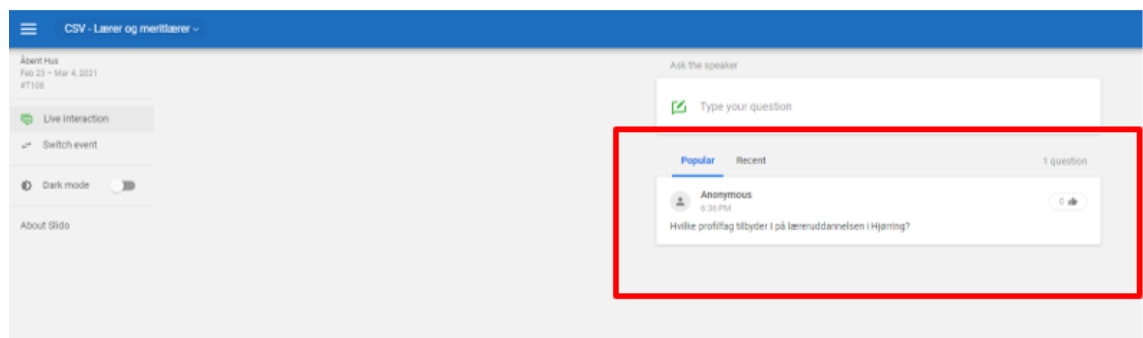 CSV - Lærer og meritlærer
Åbent Hus
Feb 23 – Mar 4, 2021
#T108
Live interaction
Switch event
Dark mode
About Slido
Ask the speaker
Type your question
Popular Recent 1 question
Anonymous
6:36 PM
0
Hvilke profilfag tilbyder I på læreruddannelsen i Hjørring?